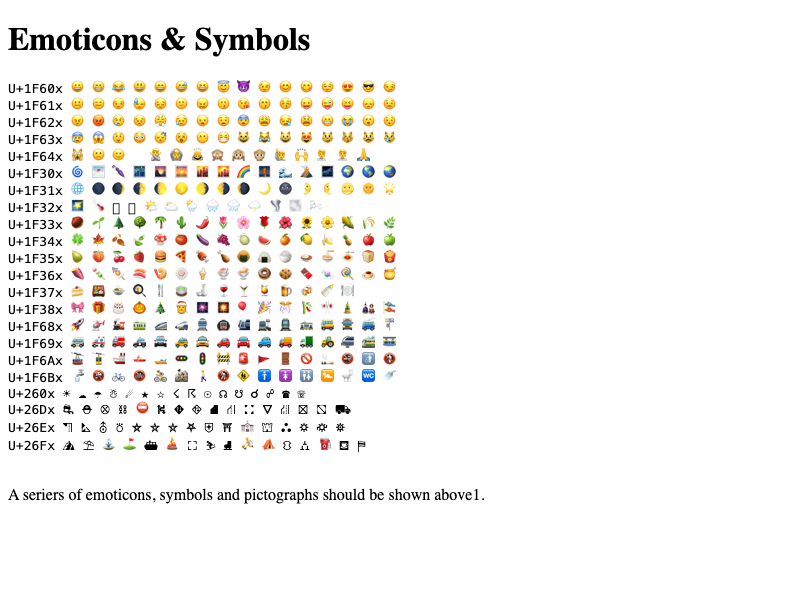 Emoticons & Symbols
U+1F60x 😀 😁 😂 😃 😄 😅 😆 😇 😈 😉 😊 😋 😌 😍 😎 😏
U+1F61x 😐 😑 😒 😓 😔 😕 😖 😗 😘 😙 😚 😛 😜 😝 😞 😟
U+1F62x 😠 😡 😢 😣 😤 😥 😦 😧 😨 😩 😪 😫 😬 😭 😮 😯
U+1F63x 😰 😱 😲 😳 😴 😵 😶 😷 😸 😹 😺 😻 😼 😽 😾 😿
U+1F64x 🙀 🙁 🙂 🙅 🙆 🙇 🙈 🙉 🙊 🙋 🙌 🙍 🙎 🙏
U+1F30x 🌀 🌁 🌂 🌃 🌄 🌅 🌆 🌇 🌈 🌉 🌊 🌋 🌌 🌍 🌎 🌏
U+1F31x 🌐 🌑 🌒 🌓 🌔 🌕 🌖 🌗 🌘 🌙 🌚 🌛 🌜 🌝 🌞 🌟
U+1F32x 🌠 🌡 🌢 🌣 🌤 🌥 🌦 🌧 🌨 🌩 🌪 🌫 🌬
U+1F33x 🌰 🌱 🌲 🌳 🌴 🌵 🌶 🌷 🌸 🌹 🌺 🌻 🌼 🌽 🌾 🌿
U+1F34x 🍀 🍁 🍂 🍃 🍄 🍅 🍆 🍇 🍈 🍉 🍊 🍋 🍌 🍍 🍎 🍏
U+1F35x 🍐 🍑 🍒 🍓 🍔 🍕 🍖 🍗 🍘 🍙 🍚 🍛 🍜 🍝 🍞 🍟
U+1F36x 🍠 🍡 🍢 🍣 🍤 🍥 🍦 🍧 🍨 🍩 🍪 🍫 🍬 🍭 🍮 🍯
U+1F37x 🍰 🍱 🍲 🍳 🍴 🍵 🍶 🍷 🍸 🍹 🍺 🍻 🍼 🍽
U+1F38x 🎀 🎁 🎂 🎃 🎄 🎅 🎆 🎇 🎈 🎉 🎊 🎋 🎌 🎍 🎎 🎏
U+1F68x 🚀 🚁 🚂 🚃 🚄 🚅 🚆 🚇 🚈 🚉 🚊 🚋 🚌 🚍 🚎 🚏
U+1F69x 🚐 🚑 🚒 🚓 🚔 🚕 🚖 🚗 🚘 🚙 🚚 🚛 🚜 🚝 🚞 🚟
U+1F6Ax 🚠 🚡 🚢 🚣 🚤 🚥 🚦 🚧 🚨 🚩 🚪 🚫 🚬 🚭 🚮 🚯
U+1F6Bx 🚰 🚱 🚲 🚳 🚴 🚵 🚶 🚷 🚸 🚹 🚺 🚻 🚼 🚽 🚾 🚿
U+260x ☀ ☁ ☂ ☃ ☄ ★ ☆ ☇ ☈ ☉ ☊ ☋ ☌ ☍ ☎ ☏
U+26Dx ⛐ ⛑ ⛒ ⛓ ⛔ ⛕ ⛖ ⛗ ⛘ ⛙ ⛚ ⛛ ⛜ ⛝ ⛞ ⛟
U+26Ex ⛠ ⛡ ⛢ ⛣ ⛤ ⛥ ⛦ ⛧ ⛨ ⛩ ⛪ ⛫ ⛬ ⛭ ⛮ ⛯
U+26Fx ⛰ ⛱ ⛲ ⛳ ⛴ ⛵ ⛶ ⛷ ⛸ ⛹ ⛺ ⛻ ⛼ ⛽ ⛾ ⛿
A seriers of emoticons, symbols and pictographs should be shown above1.